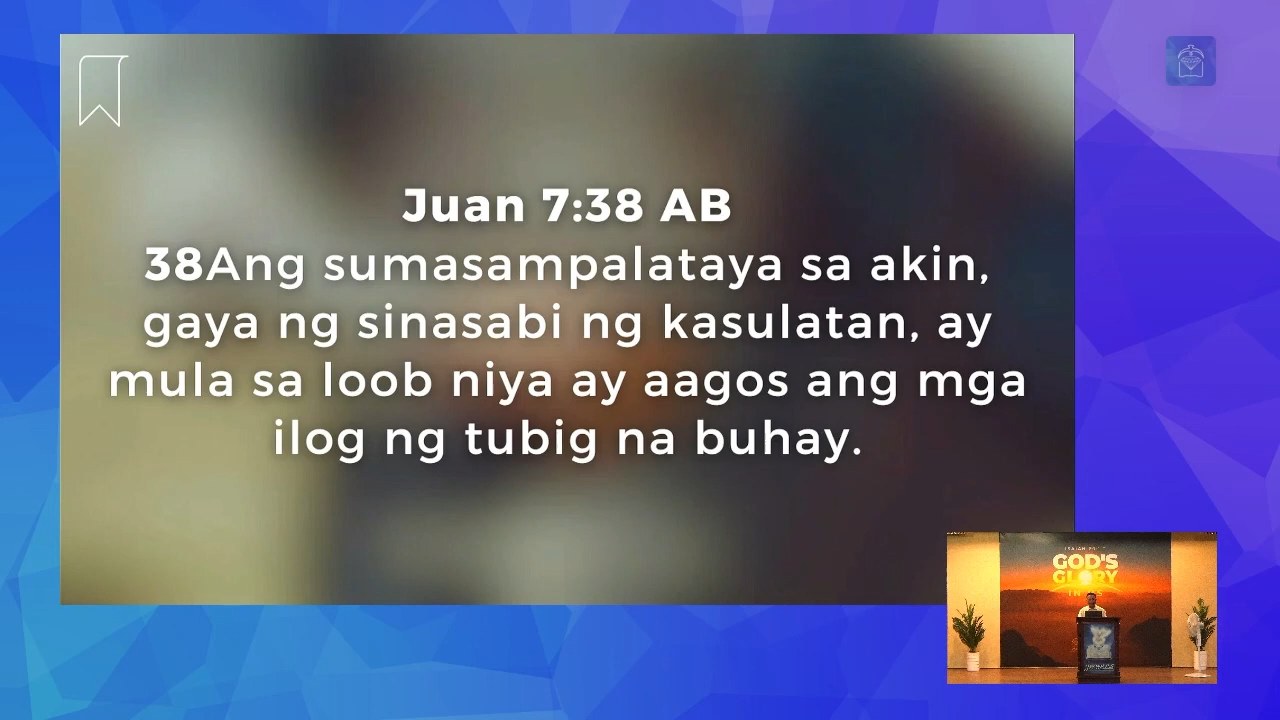 Juan 7:38 AB
38Ang sumasampalataya sa akin,
gaya ng sinasabi ng kasulatan, ay
mula sa loob niya ay aagos ang mga
ilog ng tubig na buhay.
GOD'S
GLORY